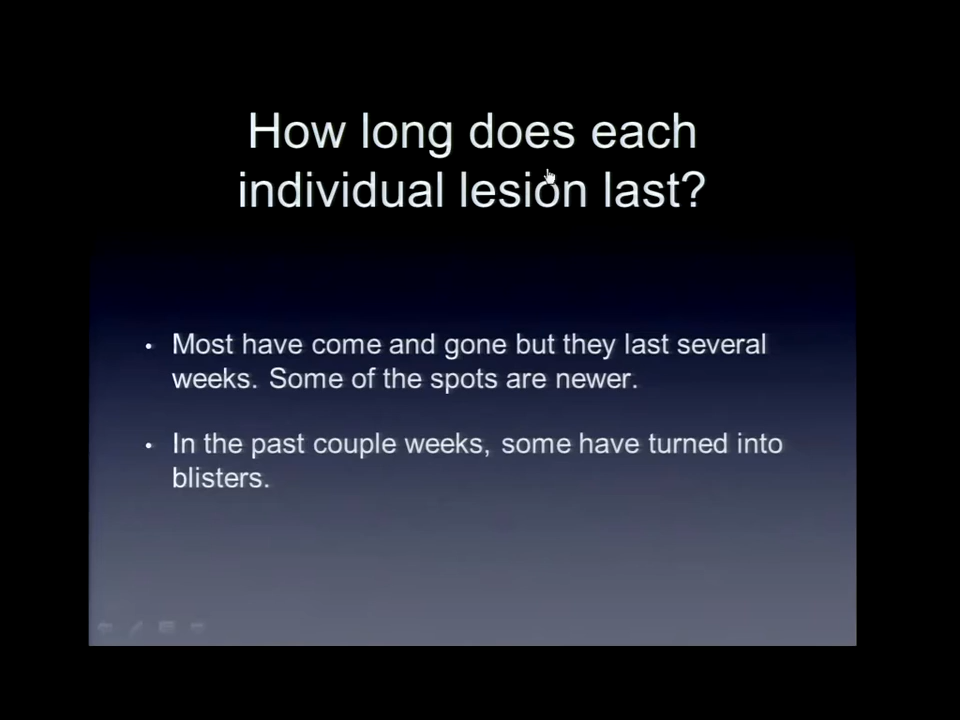 How long does each
individual lesion last?
• Most have come and gone but they last several
weeks. Some of the spots are newer.
• In the past couple weeks, some have turned into
blisters.